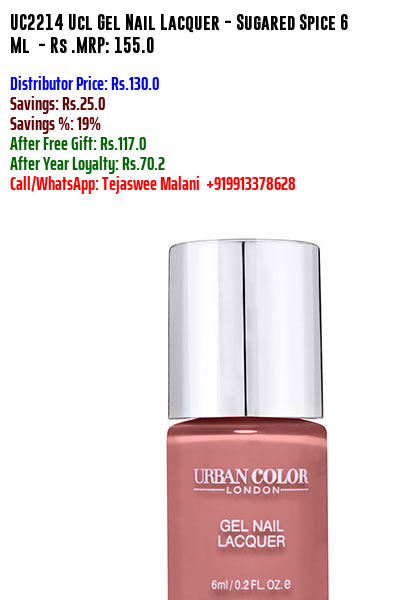 UC2214 Ucl Gel Nail Lacquer - Sugared Spice 6
Ml - Rs .MRP: 155.0
Distributor Price: Rs.130.0
Savings: Rs.25.0
Savings %: 19%
After Free Gift: Rs.117.0
After Year Loyalty: Rs.70.2
Call/WhatsApp: Tejaswee Malani +919913378628
URBAN COLOR
LONDON
GEL NAIL
LACQUER
6ml/0.2 FL. OZ. e